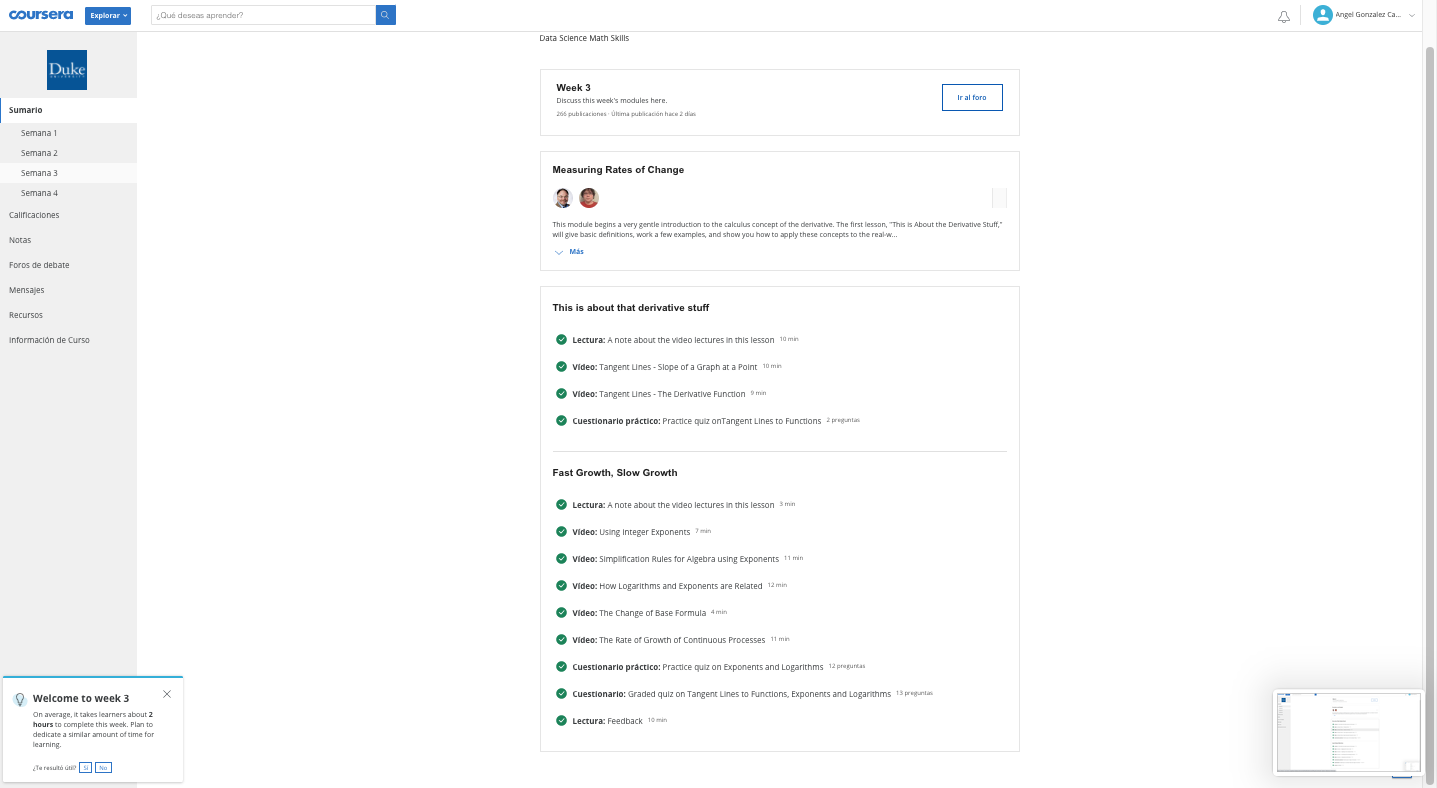 coursera
Explorar
¿Qué deseas aprender?
Angel Gonzalez Ca...
Duke
UNIVERSITY
Sumario
Semana 1
Semana 2
Semana 3
Semana 4
Calificaciones
Notas
Foros de debate
Mensajes
Recursos
Información de Curso
Data Science Math Skills
Week 3
Discuss this week's modules here.
266 publicaciones · Última publicación hace 2 días
Ir al foro
Measuring Rates of Change
This module begins a very gentle introduction to the calculus concept of the derivative. The first lesson, "This is About the Derivative Stuff,"
will give basic definitions, work a few examples, and show you how to apply these concepts to the real-w...
Más
This is about that derivative stuff
Lectura: A note about the video lectures in this lesson 10 min
Vídeo: Tangent Lines - Slope of a Graph at a Point 10 min
Vídeo: Tangent Lines - The Derivative Function 9 min
Cuestionario práctico: Practice quiz onTangent Lines to Functions 2 preguntas
Fast Growth, Slow Growth
Lectura: A note about the video lectures in this lesson 3 min
Vídeo: Using Integer Exponents 7 min
Vídeo: Simplification Rules for Algebra using Exponents 11 min
Vídeo: How Logarithms and Exponents are Related 12 min
Vídeo: The Change of Base Formula 4 min
Vídeo: The Rate of Growth of Continuous Processes 11 min
Cuestionario práctico: Practice quiz on Exponents and Logarithms 12 preguntas
Cuestionario: Graded quiz on Tangent Lines to Functions, Exponents and Logarithms 13 preguntas
Lectura: Feedback 10 min
Welcome to week 3
On average, it takes learners about 2
hours to complete this week. Plan to
dedicate a similar amount of time for
learning.
¿Te resultó útil? Sí No